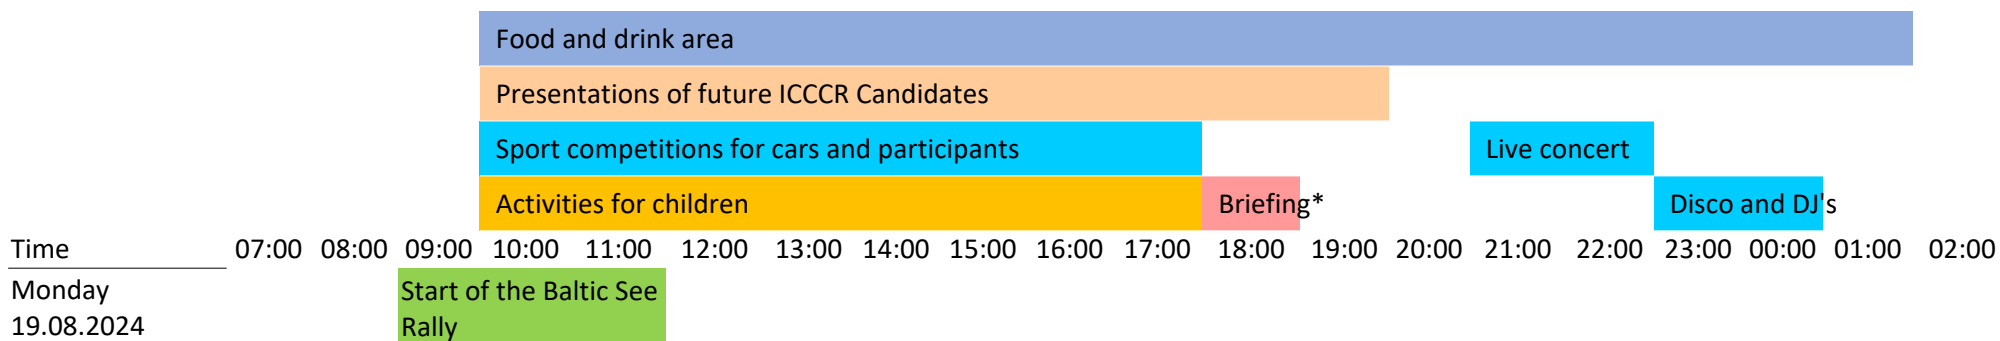 Food and drink area
Presentations of future ICCCR Candidates
Sport competitions for cars and participants Live concert
Activities for children Briefing* Disco and DJ's
Time 07:00 08:00 09:00 10:00 11:00 12:00 13:00 14:00 15:00 16:00 17:00 18:00 19:00 20:00 21:00 22:00 23:00 00:00 01:00 02:00
Monday Start of the Baltic See
19.08.2024 Rally